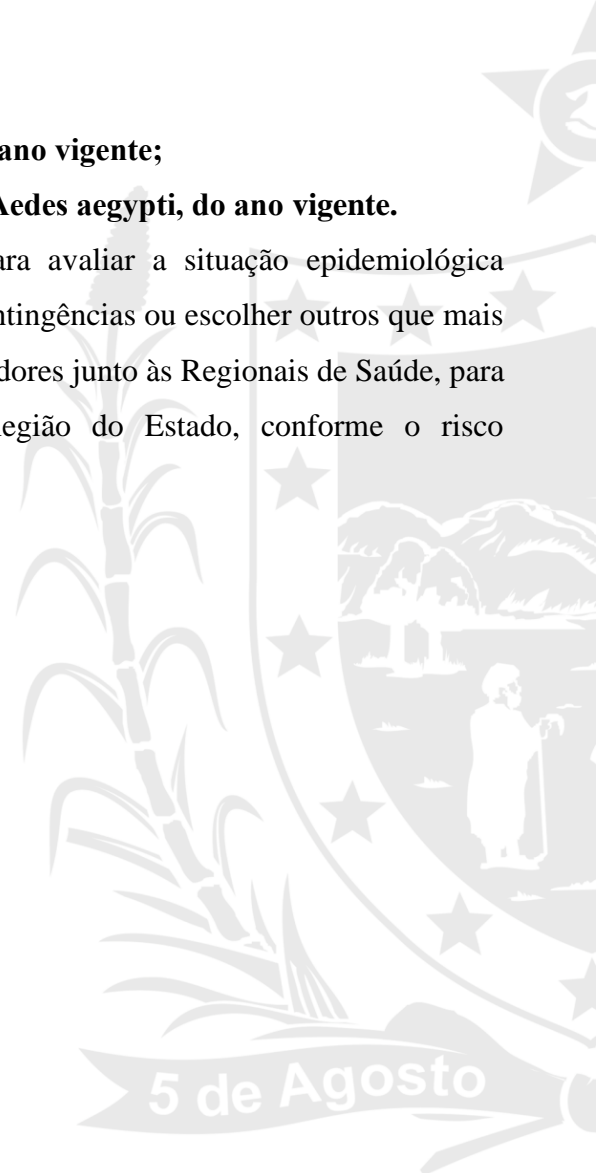 ano vigente;
Aedes aegypti, do ano vigente.
ara avaliar a situação epidemiológica
ntingências ou escolher outros que mais
dores junto às Regionais de Saúde, para
egião do Estado, conforme o risco
5 de Agosto